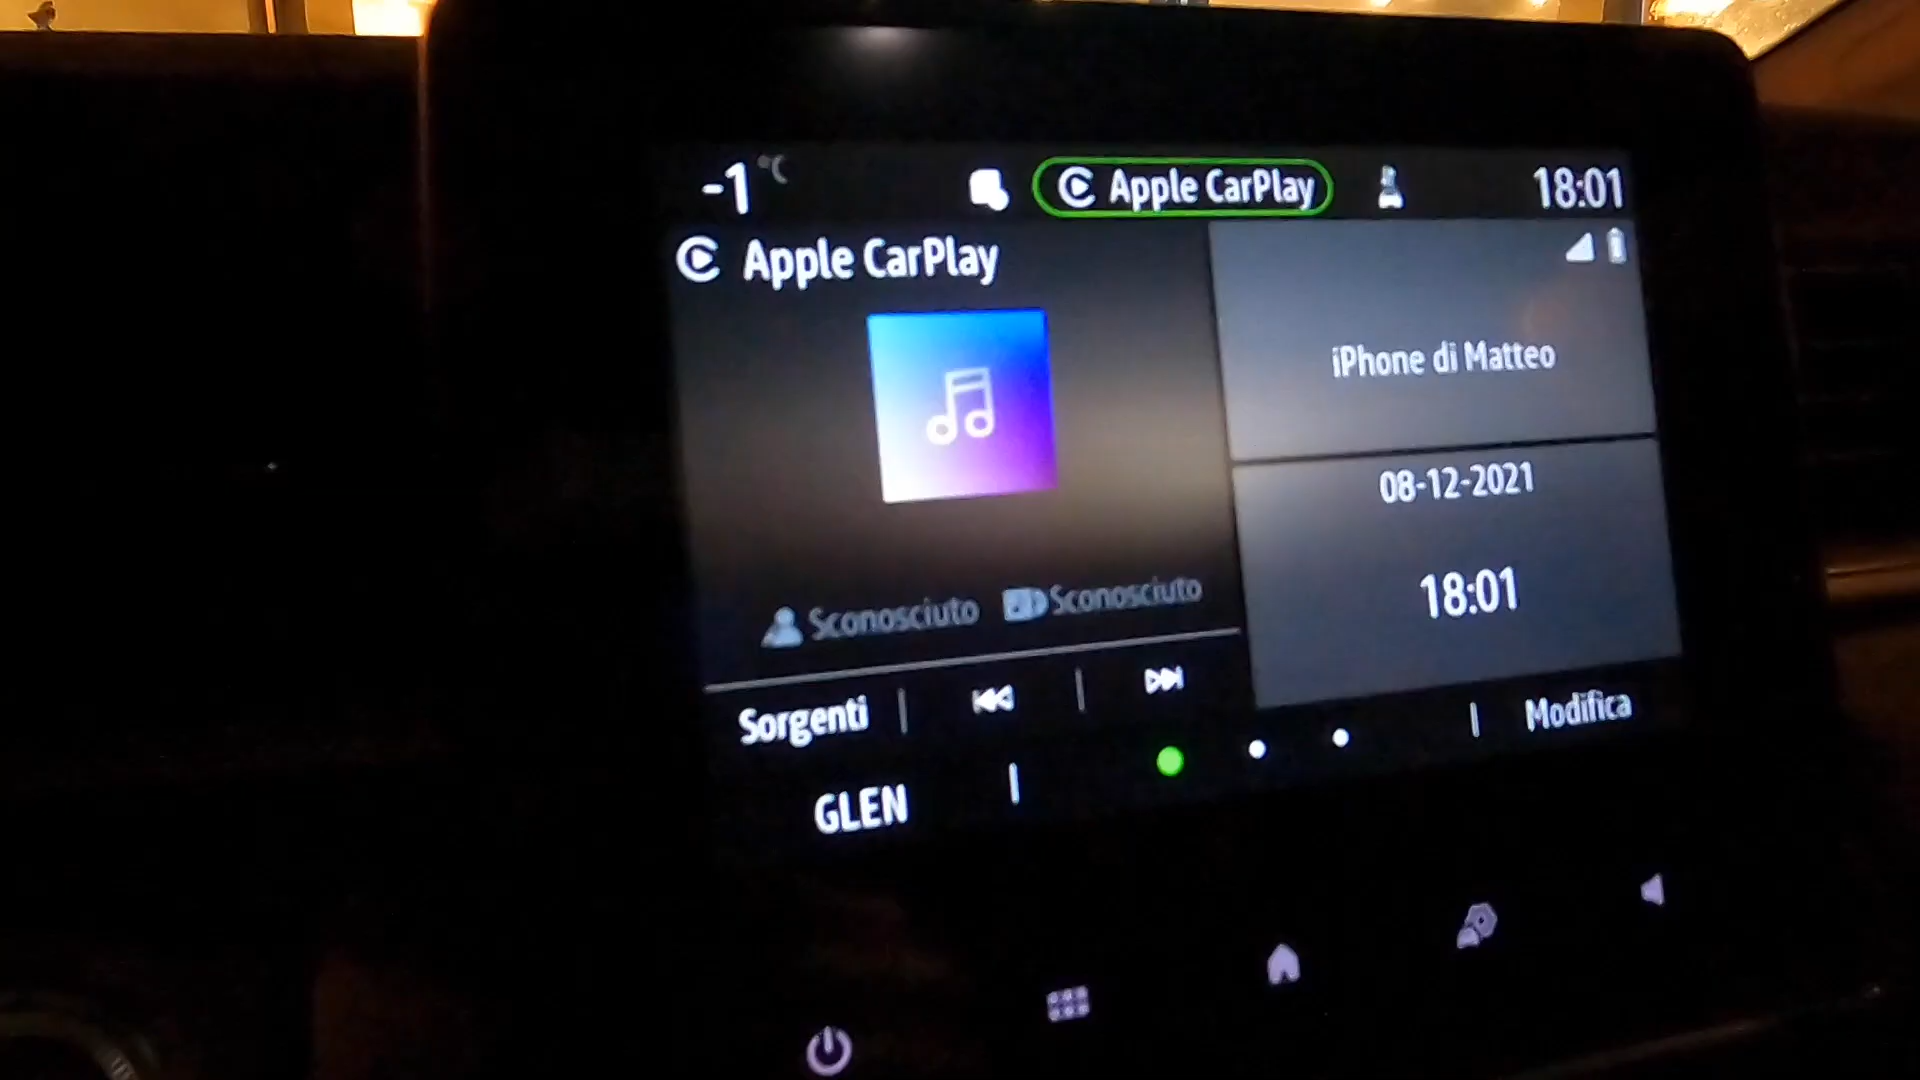 -1 °C
Apple CarPlay
18:01
Apple CarPlay
iPhone di Matteo
08-12-2021
18:01
Sconosciuto
Sconosciuto
Sorgenti
Modifica
GLEN